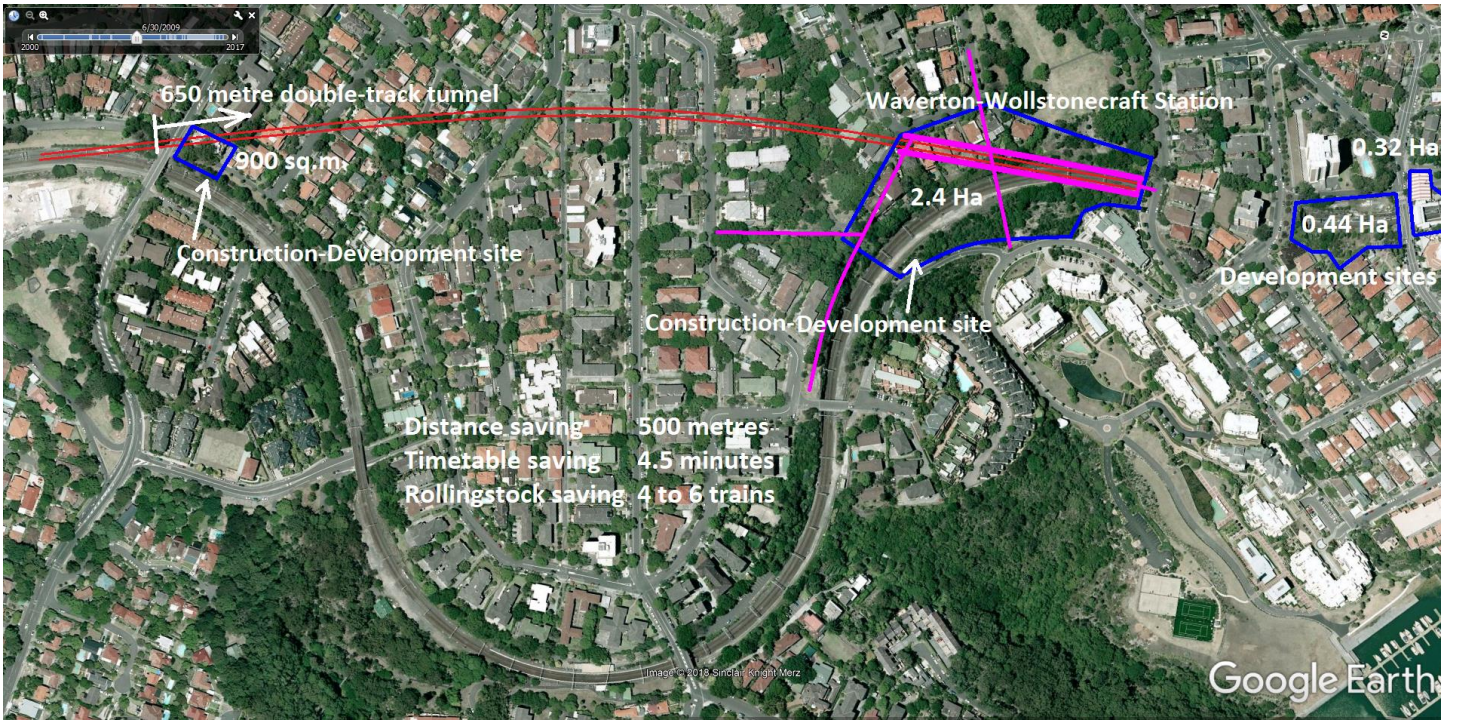 6/30/2009
2000
2017
650 metre double-track tunnel
Waverton-Wollstonecraft Station
900 sq.m.
0.32 Ha
2.4 Ha
0.44 Ha
Construction-Development site
Development sites
Construction-Development site
Distance saving 500 metres
Timetable saving 4.5 minutes
Rollingstock saving 4 to 6 trains
Image © 2018 Sinclair Knight Merz
Google Earth